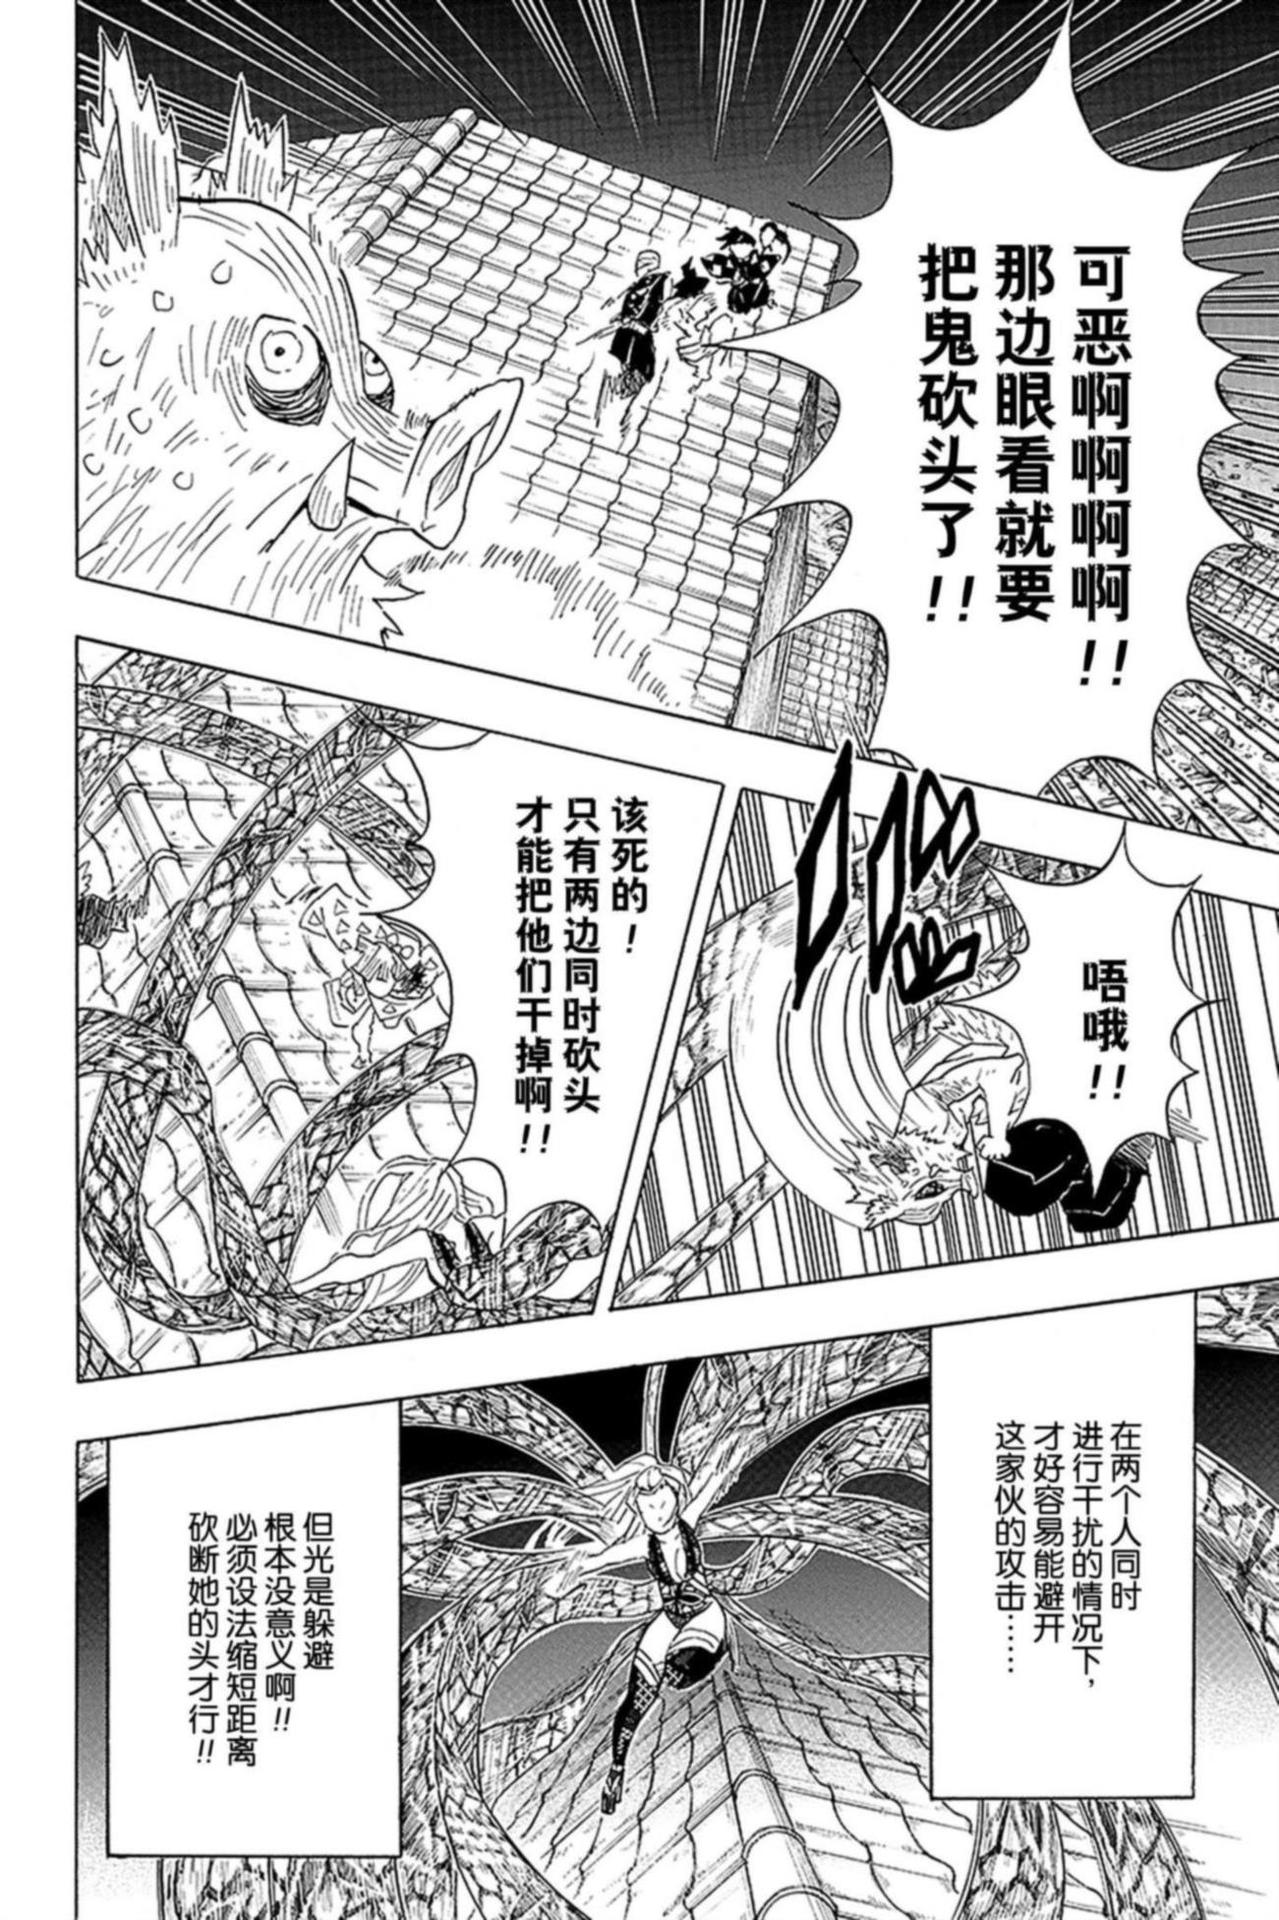 可恶啊啊啊啊!!
那边眼看就要
把鬼砍头了!!
唔哦!!
该死的!
只有两边同时砍头
才能把他们干掉啊!!
在两个人同时
进行干扰的情况下,
才好容易能避开
这家伙的攻击……
但光是躲避
根本没意义啊!!
必须设法缩短距离
砍断她的头才行!!